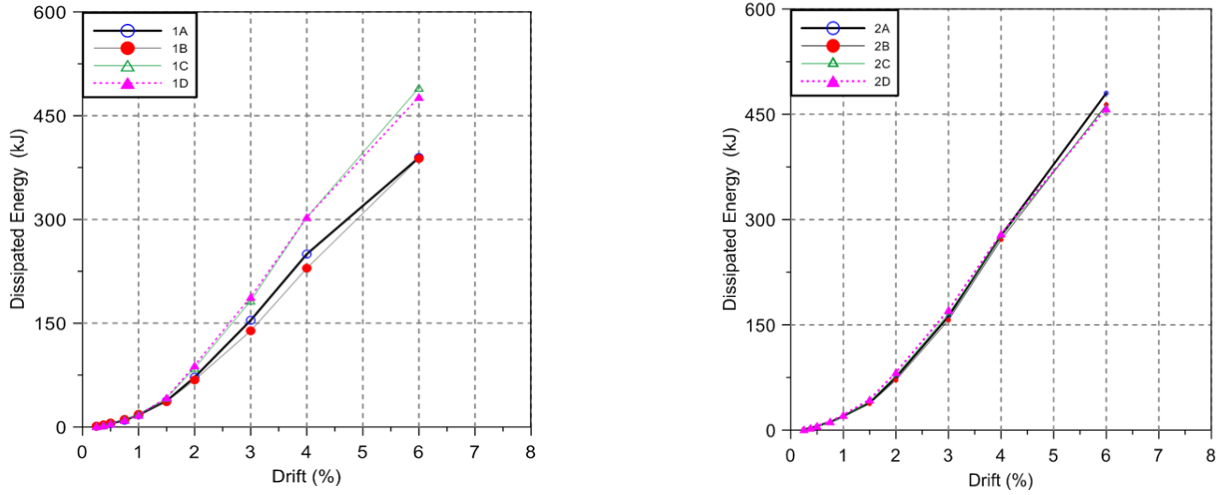 600
450
300
150
0
Dissipated Energy (kJ)
1A
1B
1C
1D
0 1 2 3 4 5 6 7 8
Drift (%)
600
450
300
150
0
Dissipated Energy (kJ)
2A
2B
2C
2D
0 1 2 3 4 5 6 7 8
Drift (%)